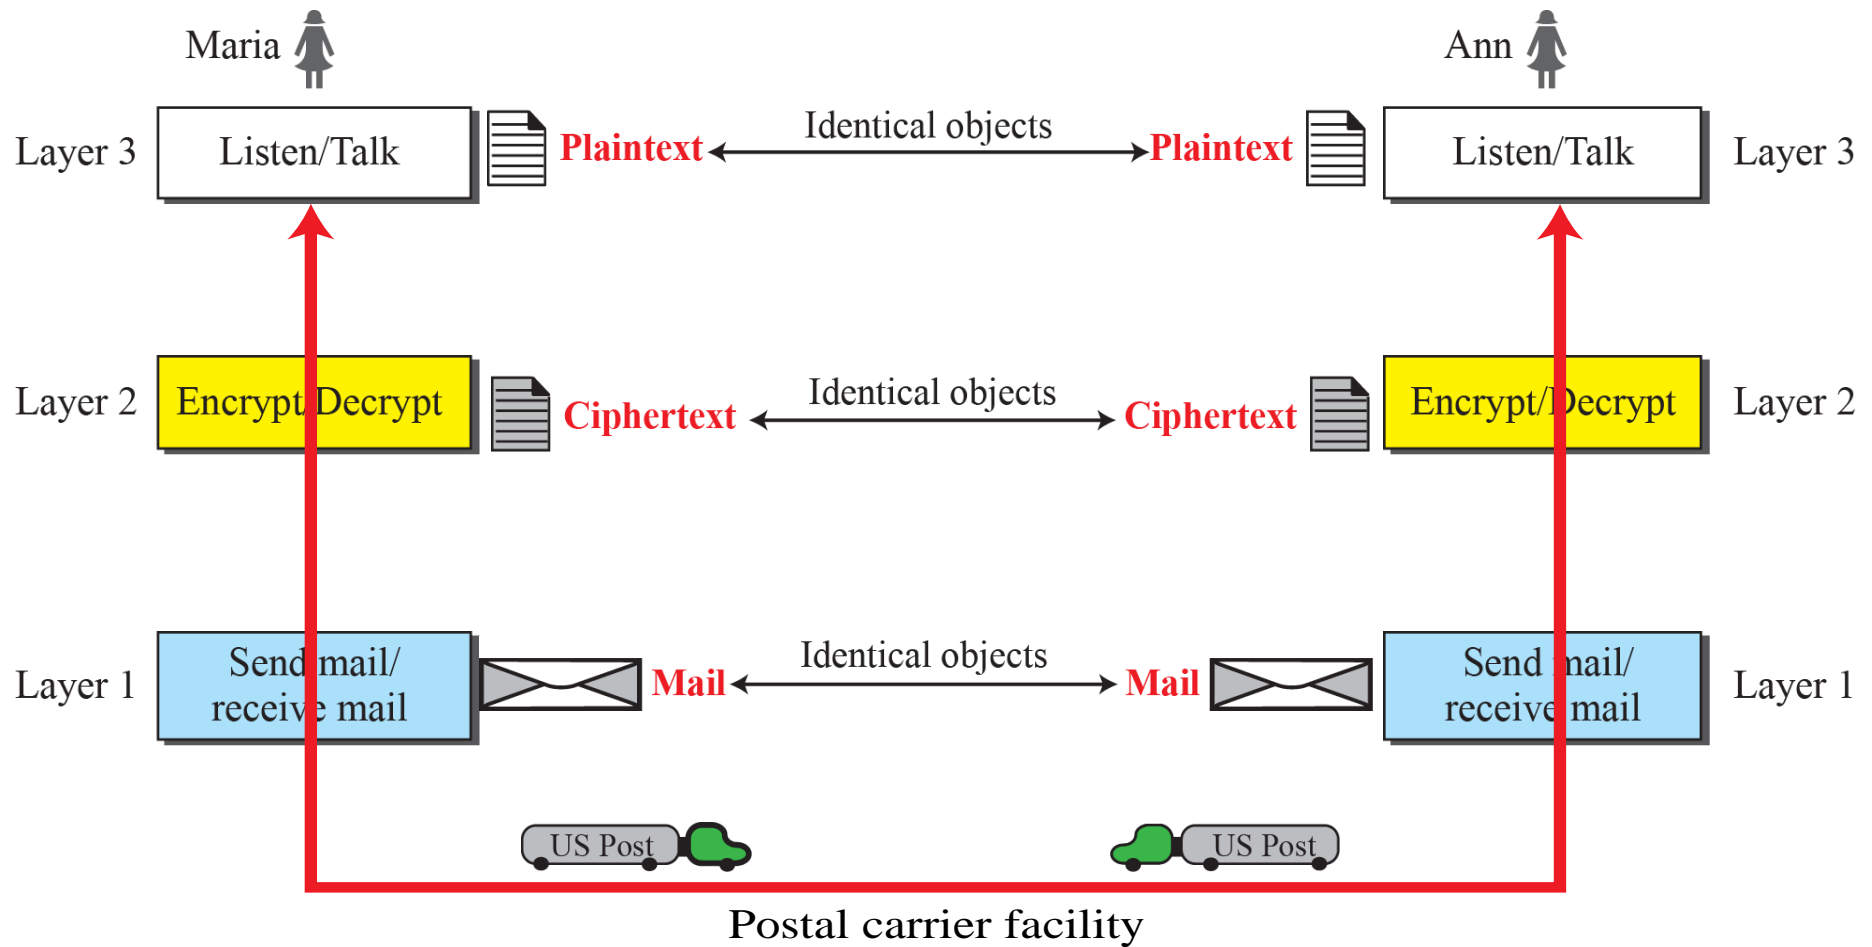 Maria
Ann
Layer 3
Listen/Talk
Plaintext
Identical objects
Plaintext
Listen/Talk
Layer 3
Layer 2
Encrypt/Decrypt
Ciphertext
Identical objects
Ciphertext
Encrypt/Decrypt
Layer 2
Layer 1
Send mail/
receive mail
Mail
Identical objects
Mail
Send mail/
receive mail
Layer 1
US Post
US Post
Postal carrier facility